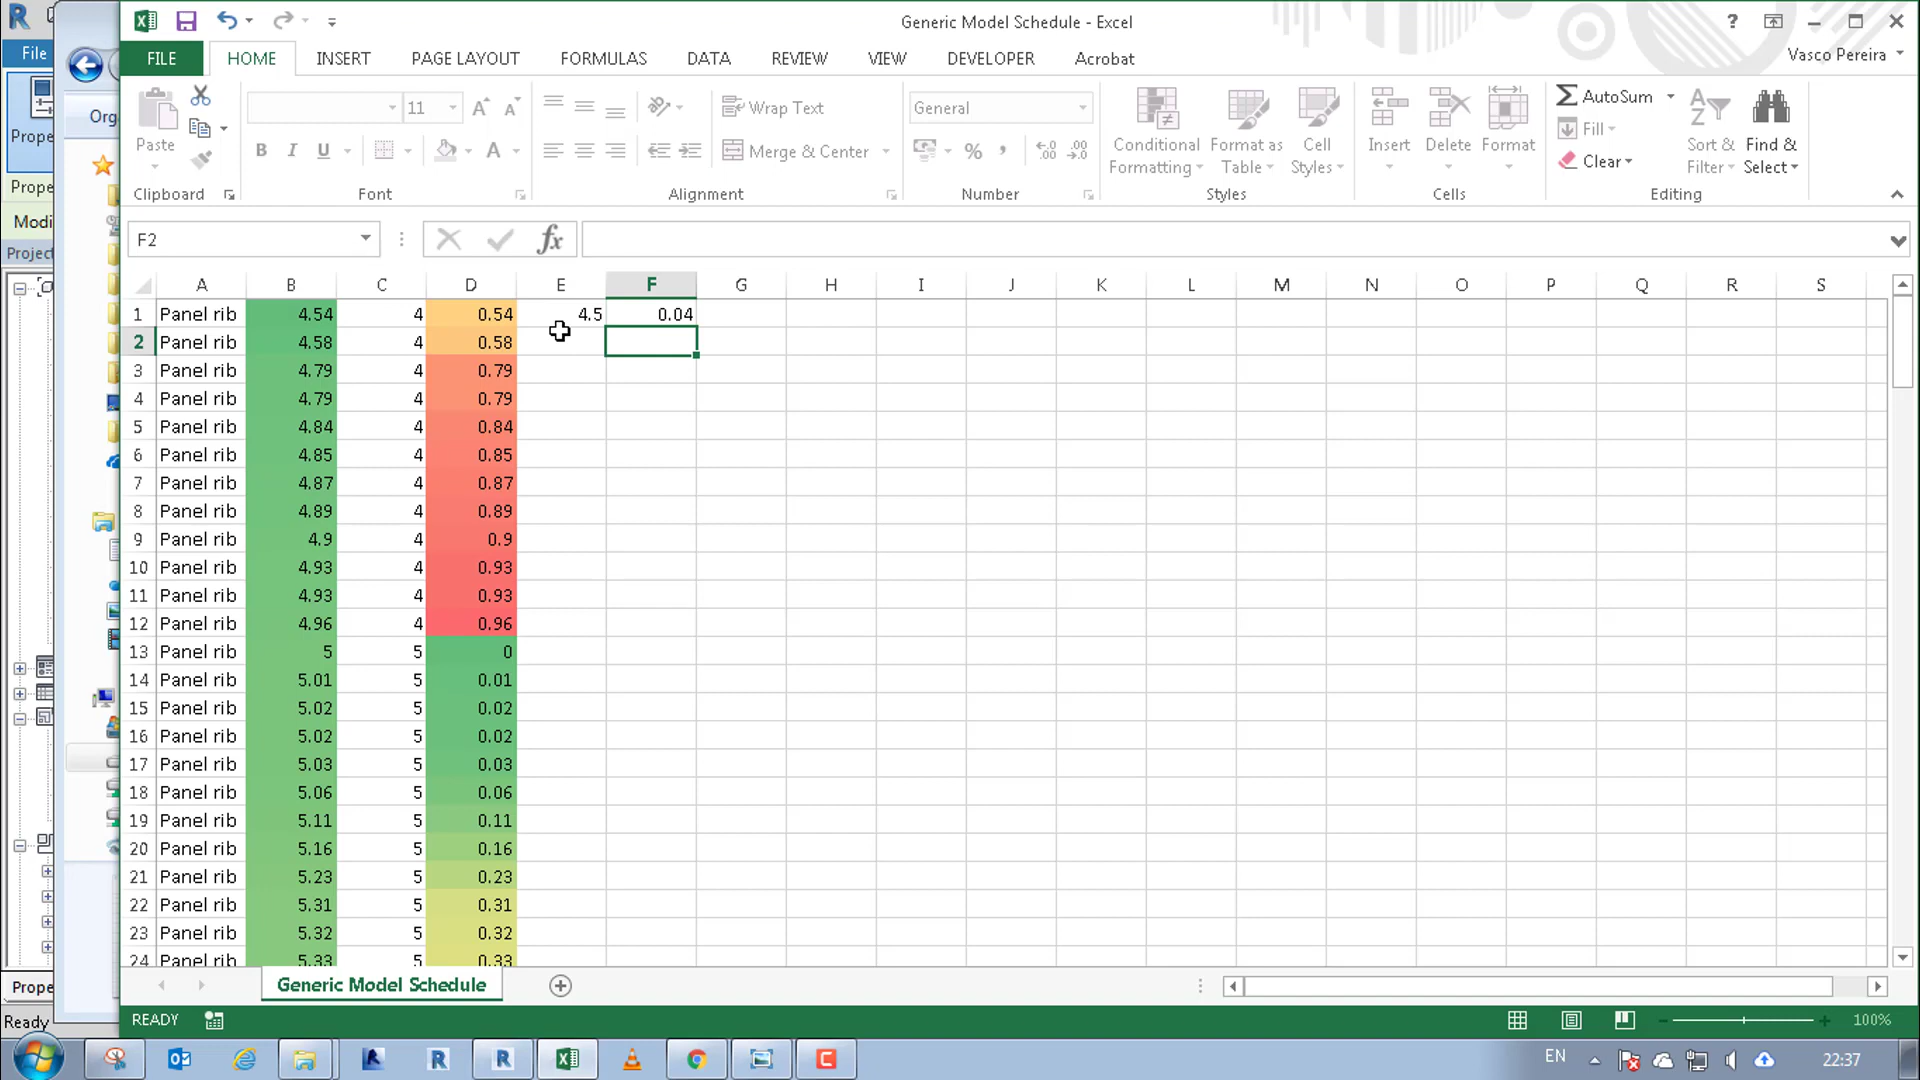 Generic Model Schedule - Excel
?
File
FILE
HOME
INSERT
PAGE LAYOUT
FORMULAS
DATA
REVIEW
VIEW
DEVELOPER
Acrobat
Vasco Pereira
Paste
Clipboard
11
B I U
Font
Wrap Text
Merge & Center
Alignment
General
%
Number
Conditional Formatting
Format as Table
Cell Styles
Styles
Insert
Delete
Format
Cells
AutoSum
Fill
Clear
Sort & Filter
Find & Select
Editing
Prope
Orga
Prope
Modi
Project
F2
fx
A B C D E F G H I J K L M N O P Q R S
1 Panel rib 4.54 4 0.54 4.5 0.04
2 Panel rib 4.58 4 0.58
3 Panel rib 4.79 4 0.79
4 Panel rib 4.79 4 0.79
5 Panel rib 4.84 4 0.84
6 Panel rib 4.85 4 0.85
7 Panel rib 4.87 4 0.87
8 Panel rib 4.89 4 0.89
9 Panel rib 4.9 4 0.9
10 Panel rib 4.93 4 0.93
11 Panel rib 4.93 4 0.93
12 Panel rib 4.96 4 0.96
13 Panel rib 5 5 0
14 Panel rib 5.01 5 0.01
15 Panel rib 5.02 5 0.02
16 Panel rib 5.02 5 0.02
17 Panel rib 5.03 5 0.03
18 Panel rib 5.06 5 0.06
19 Panel rib 5.11 5 0.11
20 Panel rib 5.16 5 0.16
21 Panel rib 5.23 5 0.23
22 Panel rib 5.31 5 0.31
23 Panel rib 5.32 5 0.32
24 Panel rib 5.33 5 0.33
Prope
Generic Model Schedule
Ready
READY
100%
EN
22:37